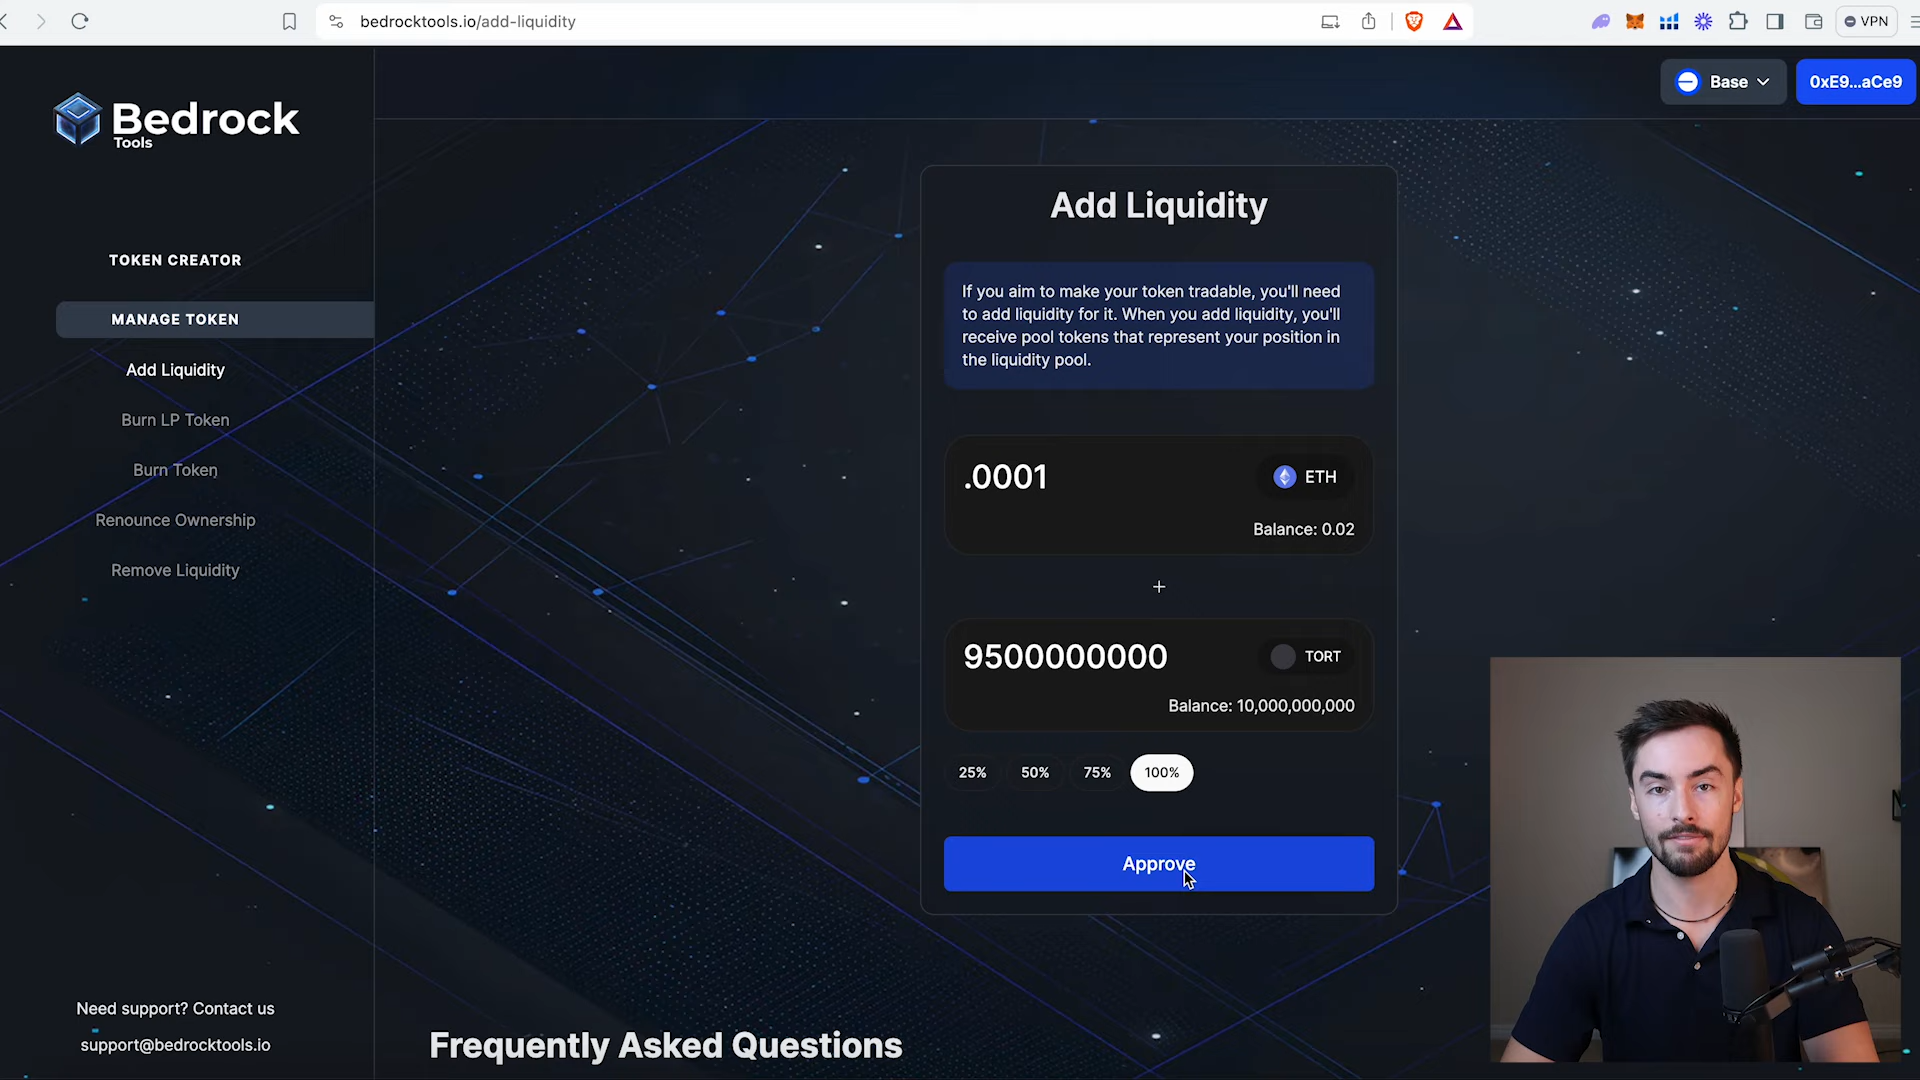 bedrocktools.io/add-liquidity
VPN
Bedrock
Tools
Base
0xE9...aCe9
TOKEN CREATOR
MANAGE TOKEN
Add Liquidity
Burn LP Token
Burn Token
Renounce Ownership
Remove Liquidity
Need support? Contact us
support@bedrocktools.io
Add Liquidity
If you aim to make your token tradable, you'll need
to add liquidity for it. When you add liquidity, you'll
receive pool tokens that represent your position in
the liquidity pool.
.0001
ETH
Balance: 0.02
+
9500000000
TORT
Balance: 10,000,000,000
25% 50% 75% 100%
Approve
Frequently Asked Questions